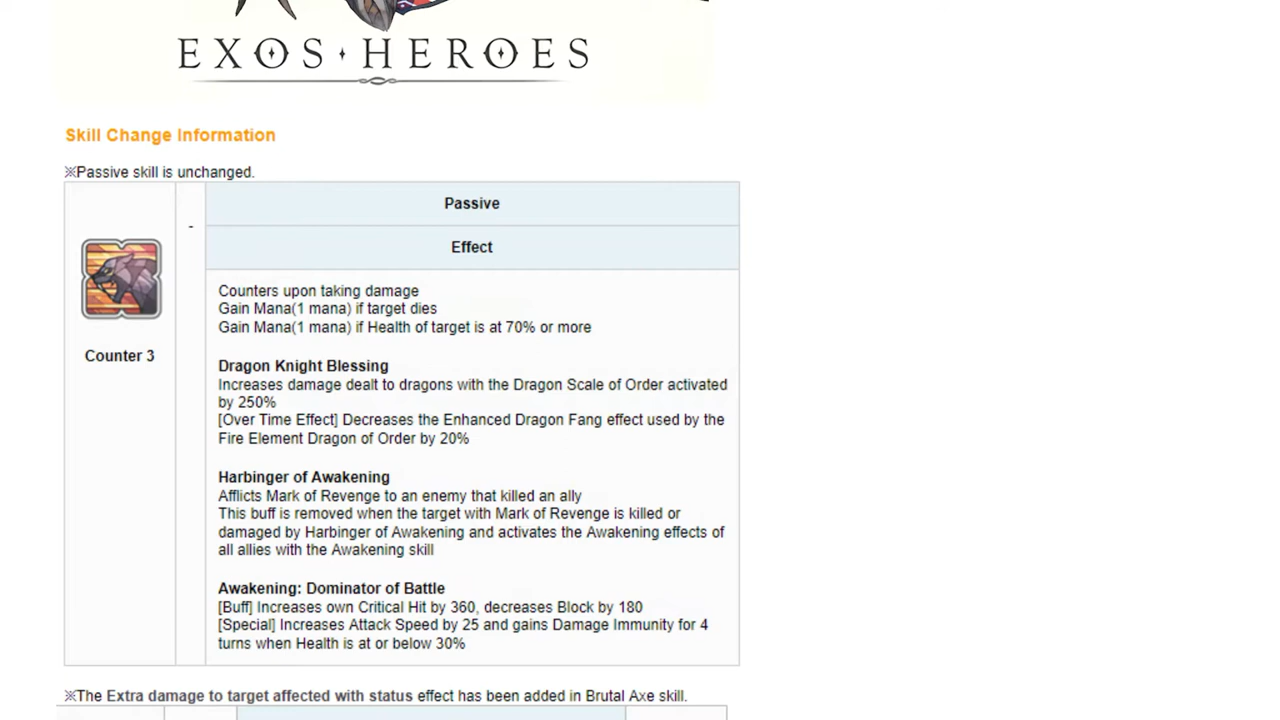 EXOS HEROES
Skill Change Information
※Passive skill is unchanged.
-
Passive
Effect
Counter 3
Counters upon taking damage
Gain Mana(1 mana) if target dies
Gain Mana(1 mana) if Health of target is at 70% or more
Dragon Knight Blessing
Increases damage dealt to dragons with the Dragon Scale of Order activated
by 250%
[Over Time Effect] Decreases the Enhanced Dragon Fang effect used by the
Fire Element Dragon of Order by 20%
Harbinger of Awakening
Afflicts Mark of Revenge to an enemy that killed an ally
This buff is removed when the target with Mark of Revenge is killed or
damaged by Harbinger of Awakening and activates the Awakening effects of
all allies with the Awakening skill
Awakening: Dominator of Battle
[Buff] Increases own Critical Hit by 360, decreases Block by 180
[Special] Increases Attack Speed by 25 and gains Damage Immunity for 4
turns when Health is at or below 30%
※The Extra damage to target affected with status effect has been added in Brutal Axe skill.